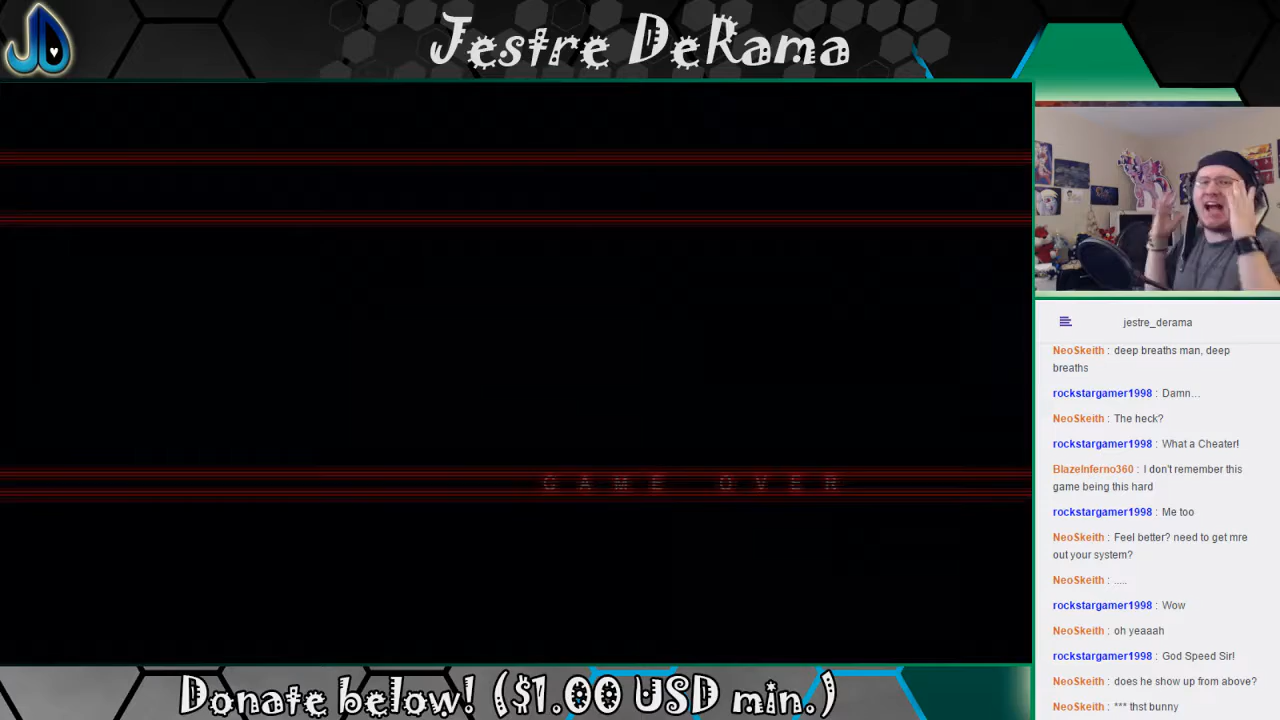 JD
Jestre DeRama
GAME OVER
jestre_derama
NeoSkeith : deep breaths man, deep
breaths
rockstargamer1998 : Damn...
NeoSkeith : The heck?
rockstargamer1998 : What a Cheater!
BlazeInferno360 : I don't remember this
game being this hard
rockstargamer1998 : Me too
NeoSkeith : Feel better? need to get mre
out your system?
NeoSkeith : .....
rockstargamer1998 : Wow
NeoSkeith : oh yeaaah
rockstargamer1998 : God Speed Sir!
NeoSkeith : does he show up from above?
NeoSkeith : *** thst bunny
Donate below! ($1.00 USD min.)